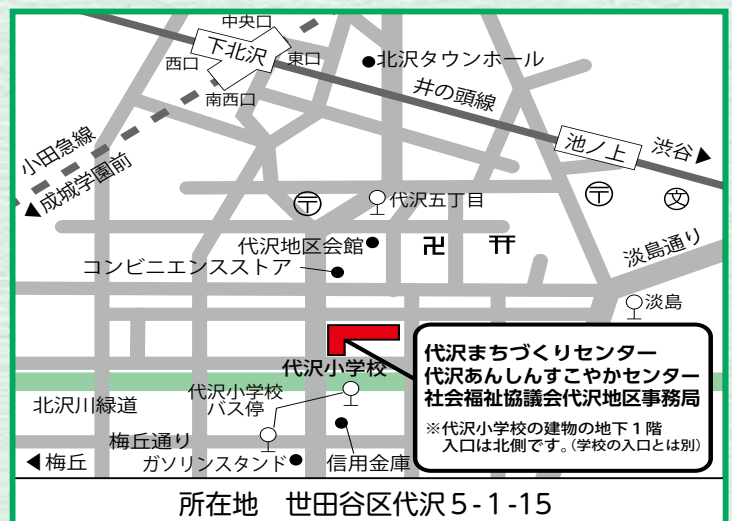 中央口
下北沢
西口
東口
南西口
北沢タウンホール
井の頭線
小田急線
池ノ上
渋谷▶
◀成城学園前
〒
代沢五丁目
〒
文
代沢地区会館
卍
コンビニエンスストア
淡島通り
淡島
代沢小学校
代沢まちづくりセンター
代沢あんしんすこやかセンター
社会福祉協議会代沢地区事務局
※代沢小学校の建物の地下1階
入口は北側です。(学校の入口とは別)
代沢小学校
バス停
北沢川緑道
梅丘通り
◀梅丘
ガソリンスタンド
信用金庫
所在地　世田谷区代沢5-1-15